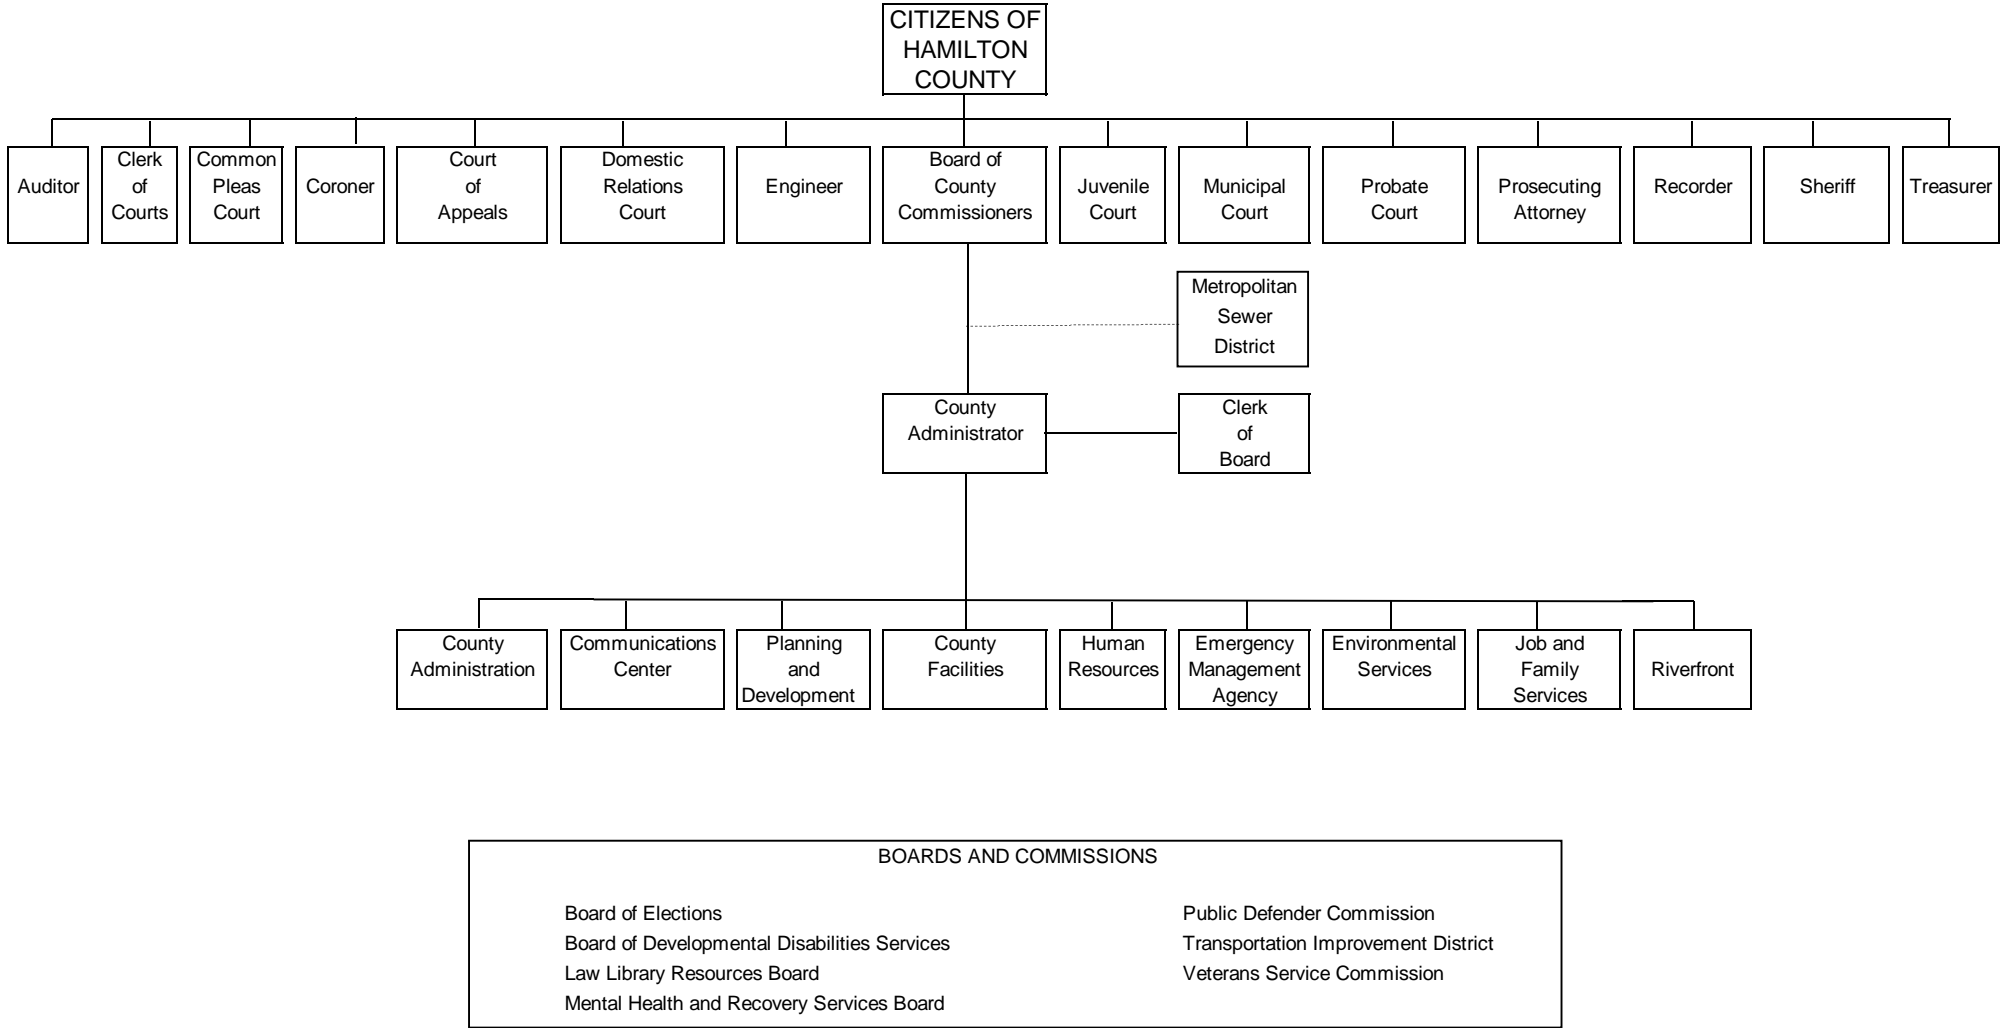 CITIZENS OF
HAMILTON
COUNTY
Auditor
Clerk
of
Courts
Common
Pleas
Court
Coroner
Court
of
Appeals
Domestic
Relations
Court
Engineer
Board of
County
Commissioners
Juvenile
Court
Municipal
Court
Probate
Court
Prosecuting
Attorney
Recorder
Sheriff
Treasurer
Metropolitan
Sewer
District
County
Administrator
Clerk
of
Board
County
Administration
Communications
Center
Planning
and
Development
County
Facilities
Human
Resources
Emergency
Management
Agency
Environmental
Services
Job and
Family
Services
Riverfront
BOARDS AND COMMISSIONS
Board of Elections
Board of Developmental Disabilities Services
Law Library Resources Board
Mental Health and Recovery Services Board
Public Defender Commission
Transportation Improvement District
Veterans Service Commission